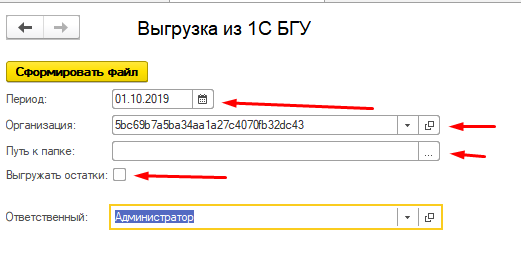 Выгрузка из 1С БГУ
Сформировать файл
Период: 01.10.2019
Организация: 5bc69b7a5ba34aa1a27c4070fb32dc43
Путь к папке: ...
Выгружать остатки:
Ответственный: Администратор